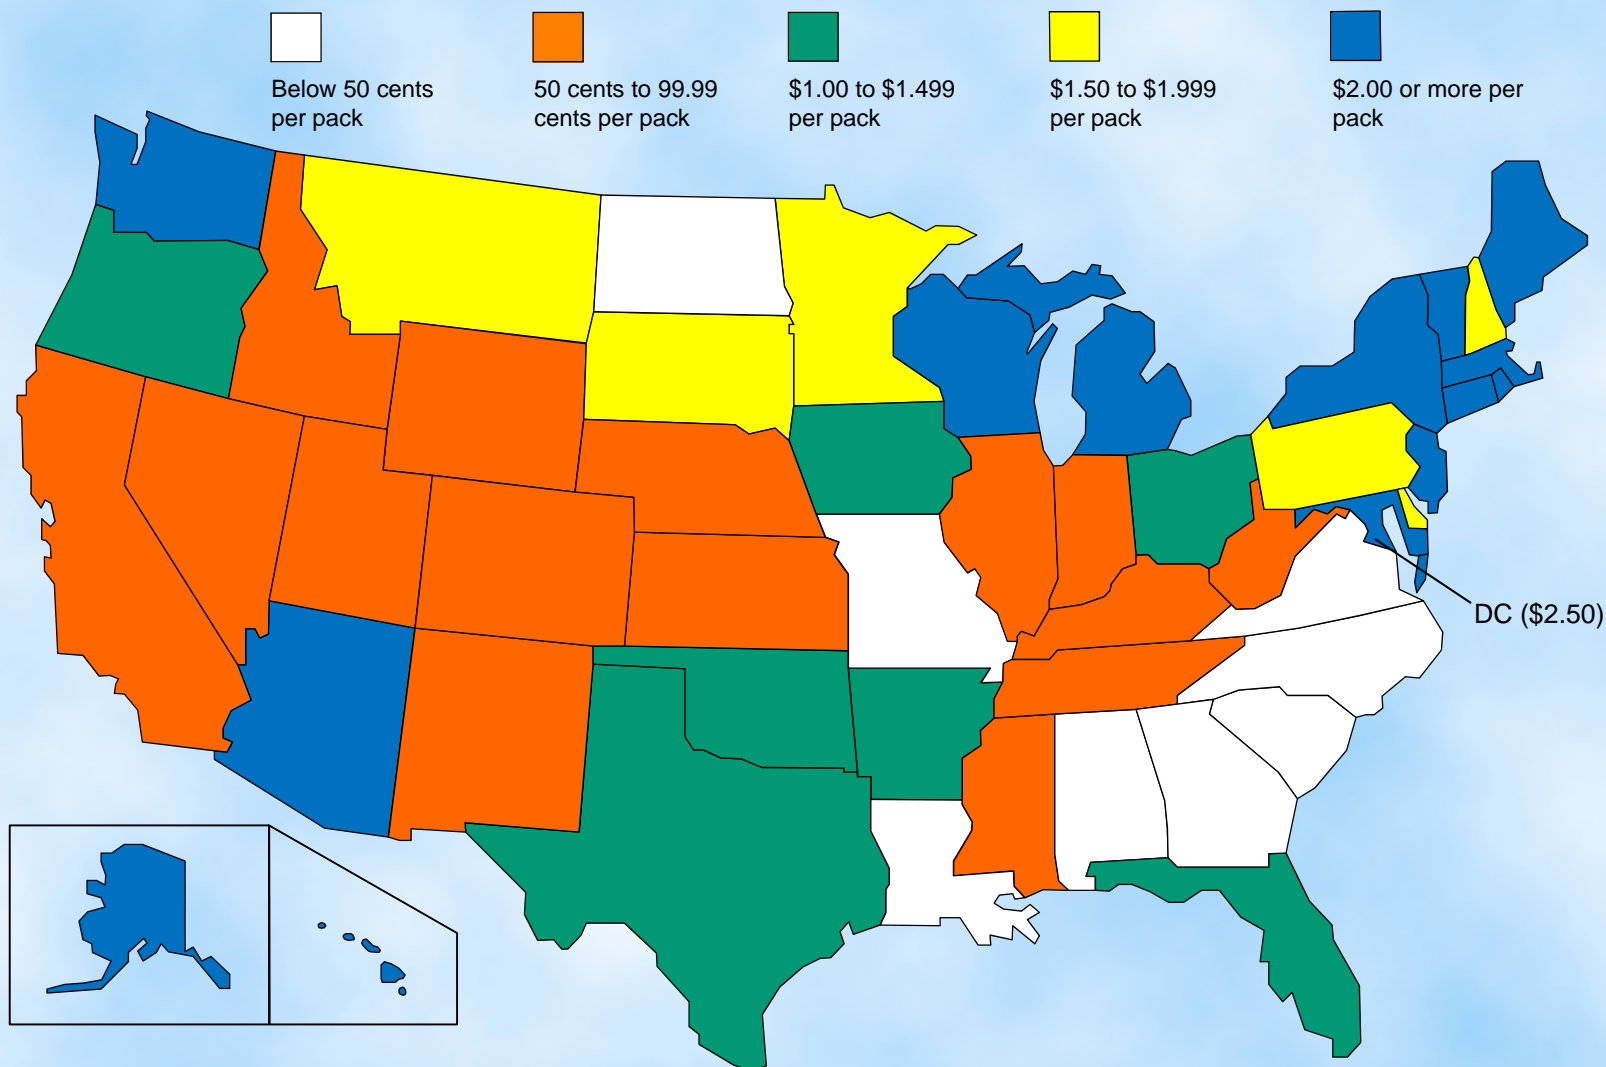 Below 50 cents
per pack
50 cents to 99.99
cents per pack
$1.00 to $1.499
per pack
$1.50 to $1.999
per pack
$2.00 or more per
pack
DC ($2.50)